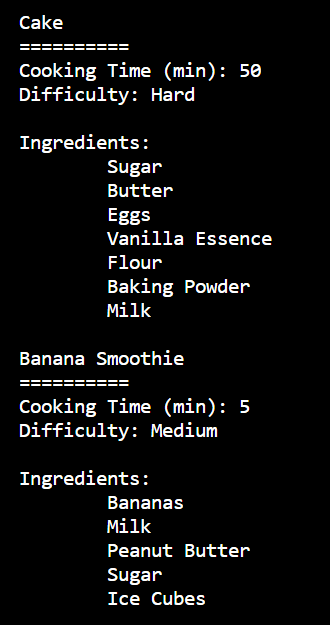 Cake
==========
Cooking Time (min): 50
Difficulty: Hard

Ingredients:
        Sugar
        Butter
        Eggs
        Vanilla Essence
        Flour
        Baking Powder
        Milk

Banana Smoothie
==========
Cooking Time (min): 5
Difficulty: Medium

Ingredients:
        Bananas
        Milk
        Peanut Butter
        Sugar
        Ice Cubes